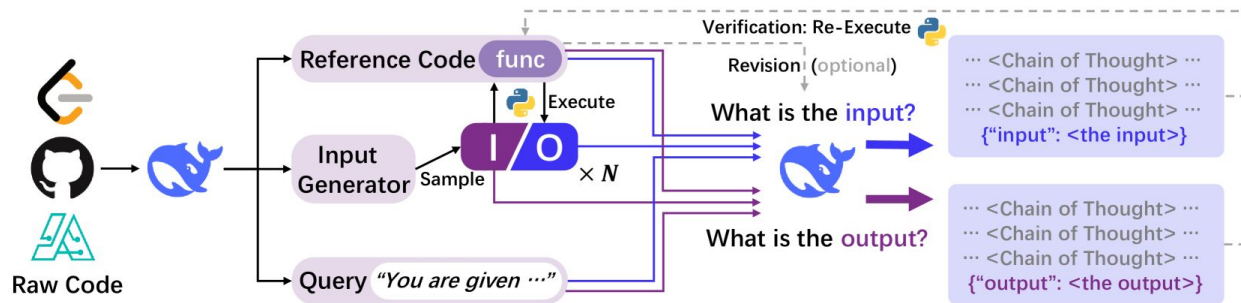 Verification: Re-Execute
Reference Code func
Revision (optional)
Execute
What is the input?
Input
Generator
Sample
I/O
× N
What is the output?
Query "You are given ···"
Raw Code
··· <Chain of Thought> ···
··· <Chain of Thought> ···
··· <Chain of Thought> ···
{"input": <the input>}
··· <Chain of Thought> ···
··· <Chain of Thought> ···
··· <Chain of Thought> ···
{"output": <the output>}